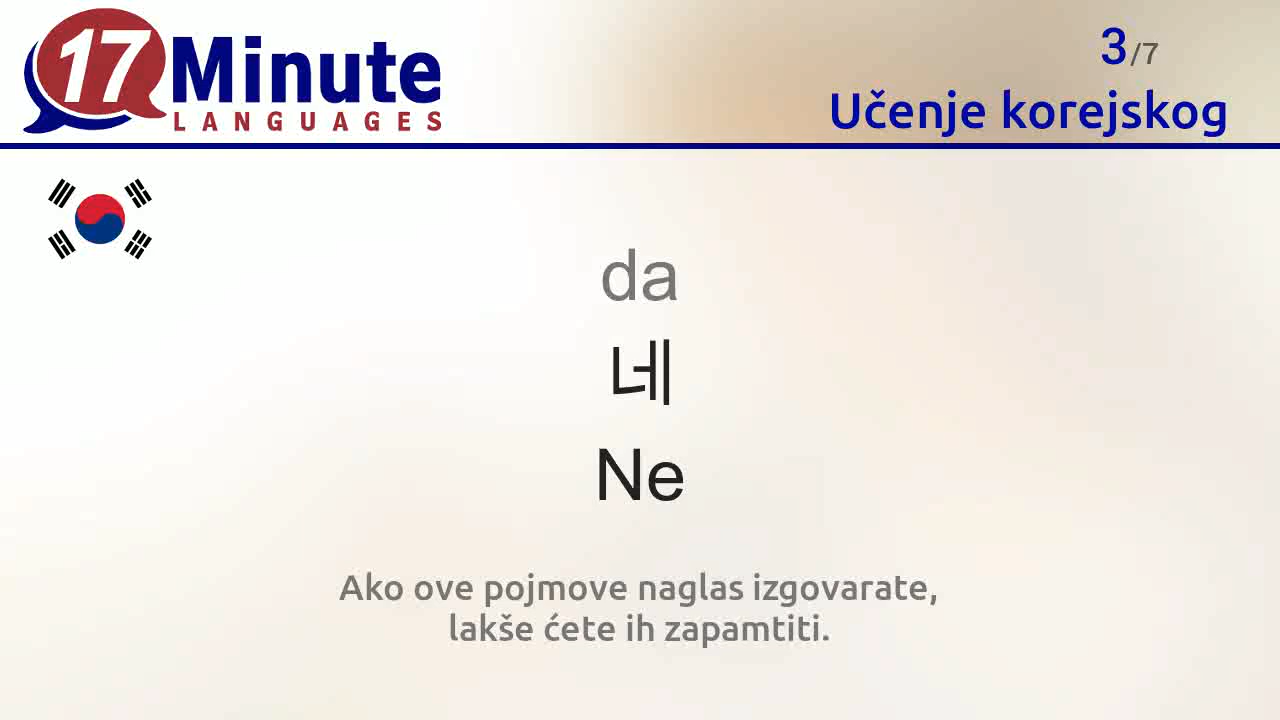 17 Minute
LANGUAGES
3/7
Učenje korejskog
da
네
Ne
Ako ove pojmove naglas izgovarate,
lakše ćete ih zapamtiti.